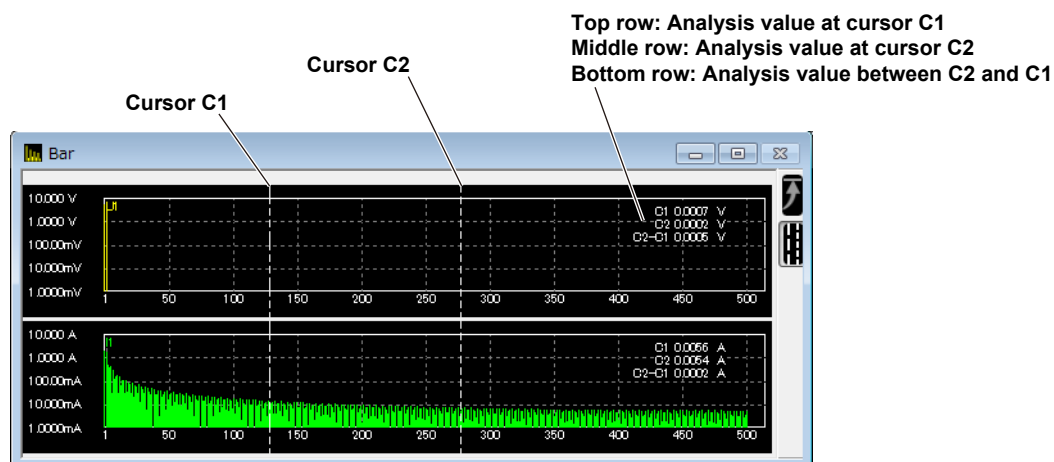 Top row: Analysis value at cursor C1
Middle row: Analysis value at cursor C2
Bottom row: Analysis value between C2 and C1
Cursor C2
Cursor C1
Bar
10.000 V
1.0000 V
100.00mV
10.000mV
1.0000mV
U1
C1 0.0007 V
C2 0.0002 V
C2-C1 0.0005 V
1 50 100 150 200 250 300 350 400 450 500
10.000 A
1.0000 A
100.00mA
10.000mA
1.0000mA
I1
C1 0.0056 A
C2 0.0054 A
C2-C1 0.0002 A
1 50 100 150 200 250 300 350 400 450 500